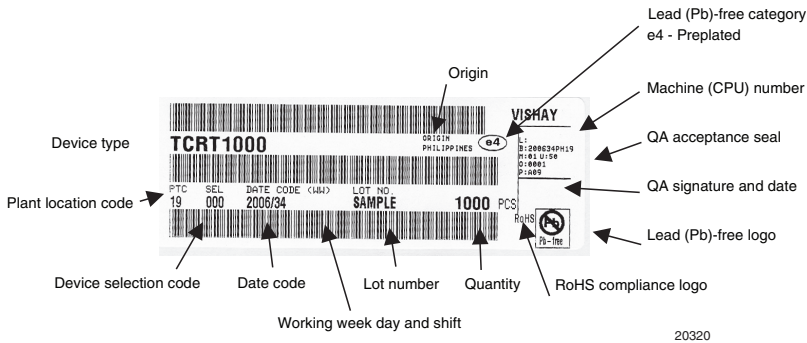 Lead (Pb)-free category
e4 - Preplated
Origin
Machine (CPU) number
VISHAY
Device type
TCRT1000
ORIGIN
PHILIPPINES
e4
L:
B:200634PH19
M:01 U:50
O:0001
P:A09
QA acceptance seal
QA signature and date
Plant location code
PTC SEL DATE CODE (WW) LOT NO.
19 000 2006/34 SAMPLE 1000 PCS
RoHS
Pb
Pb-free
Lead (Pb)-free logo
Device selection code
Date code
Lot number
Quantity
RoHS compliance logo
Working week day and shift
20320